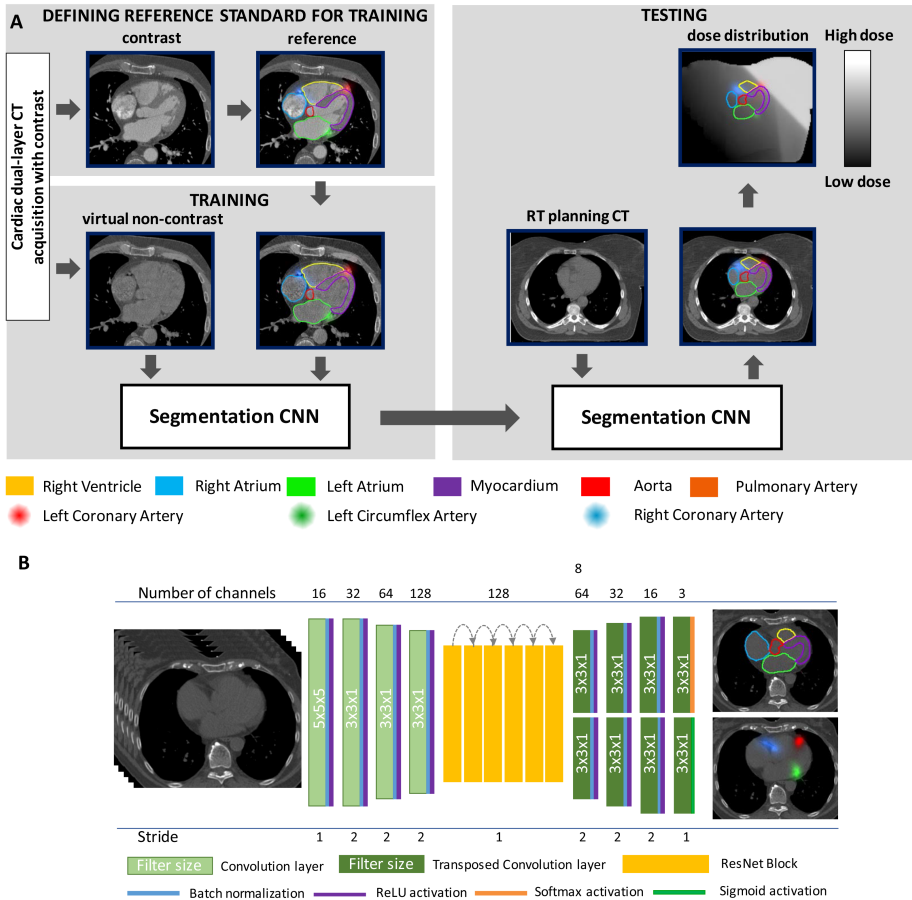 A
DEFINING REFERENCE STANDARD FOR TRAINING
contrast
reference
Cardiac dual-layer CT
acquisition with contrast
TRAINING
virtual non-contrast
Segmentation CNN
TESTING
dose distribution
High dose
Low dose
RT planning CT
Segmentation CNN
Right Ventricle
Right Atrium
Left Atrium
Myocardium
Aorta
Pulmonary Artery
Left Coronary Artery
Left Circumflex Artery
Right Coronary Artery
B
8
Number of channels 16 32 64 128 128 64 32 16 3
5x5x5 3x3x1 3x3x1 3x3x1
3x3x1 3x3x1 3x3x1 3x3x1
3x3x1 3x3x1 3x3x1 3x3x1
Stride 1 2 2 2 1 2 2 2 1
Filter size Convolution layer
Filter size Transposed Convolution layer
ResNet Block
Batch normalization
ReLU activation
Softmax activation
Sigmoid activation